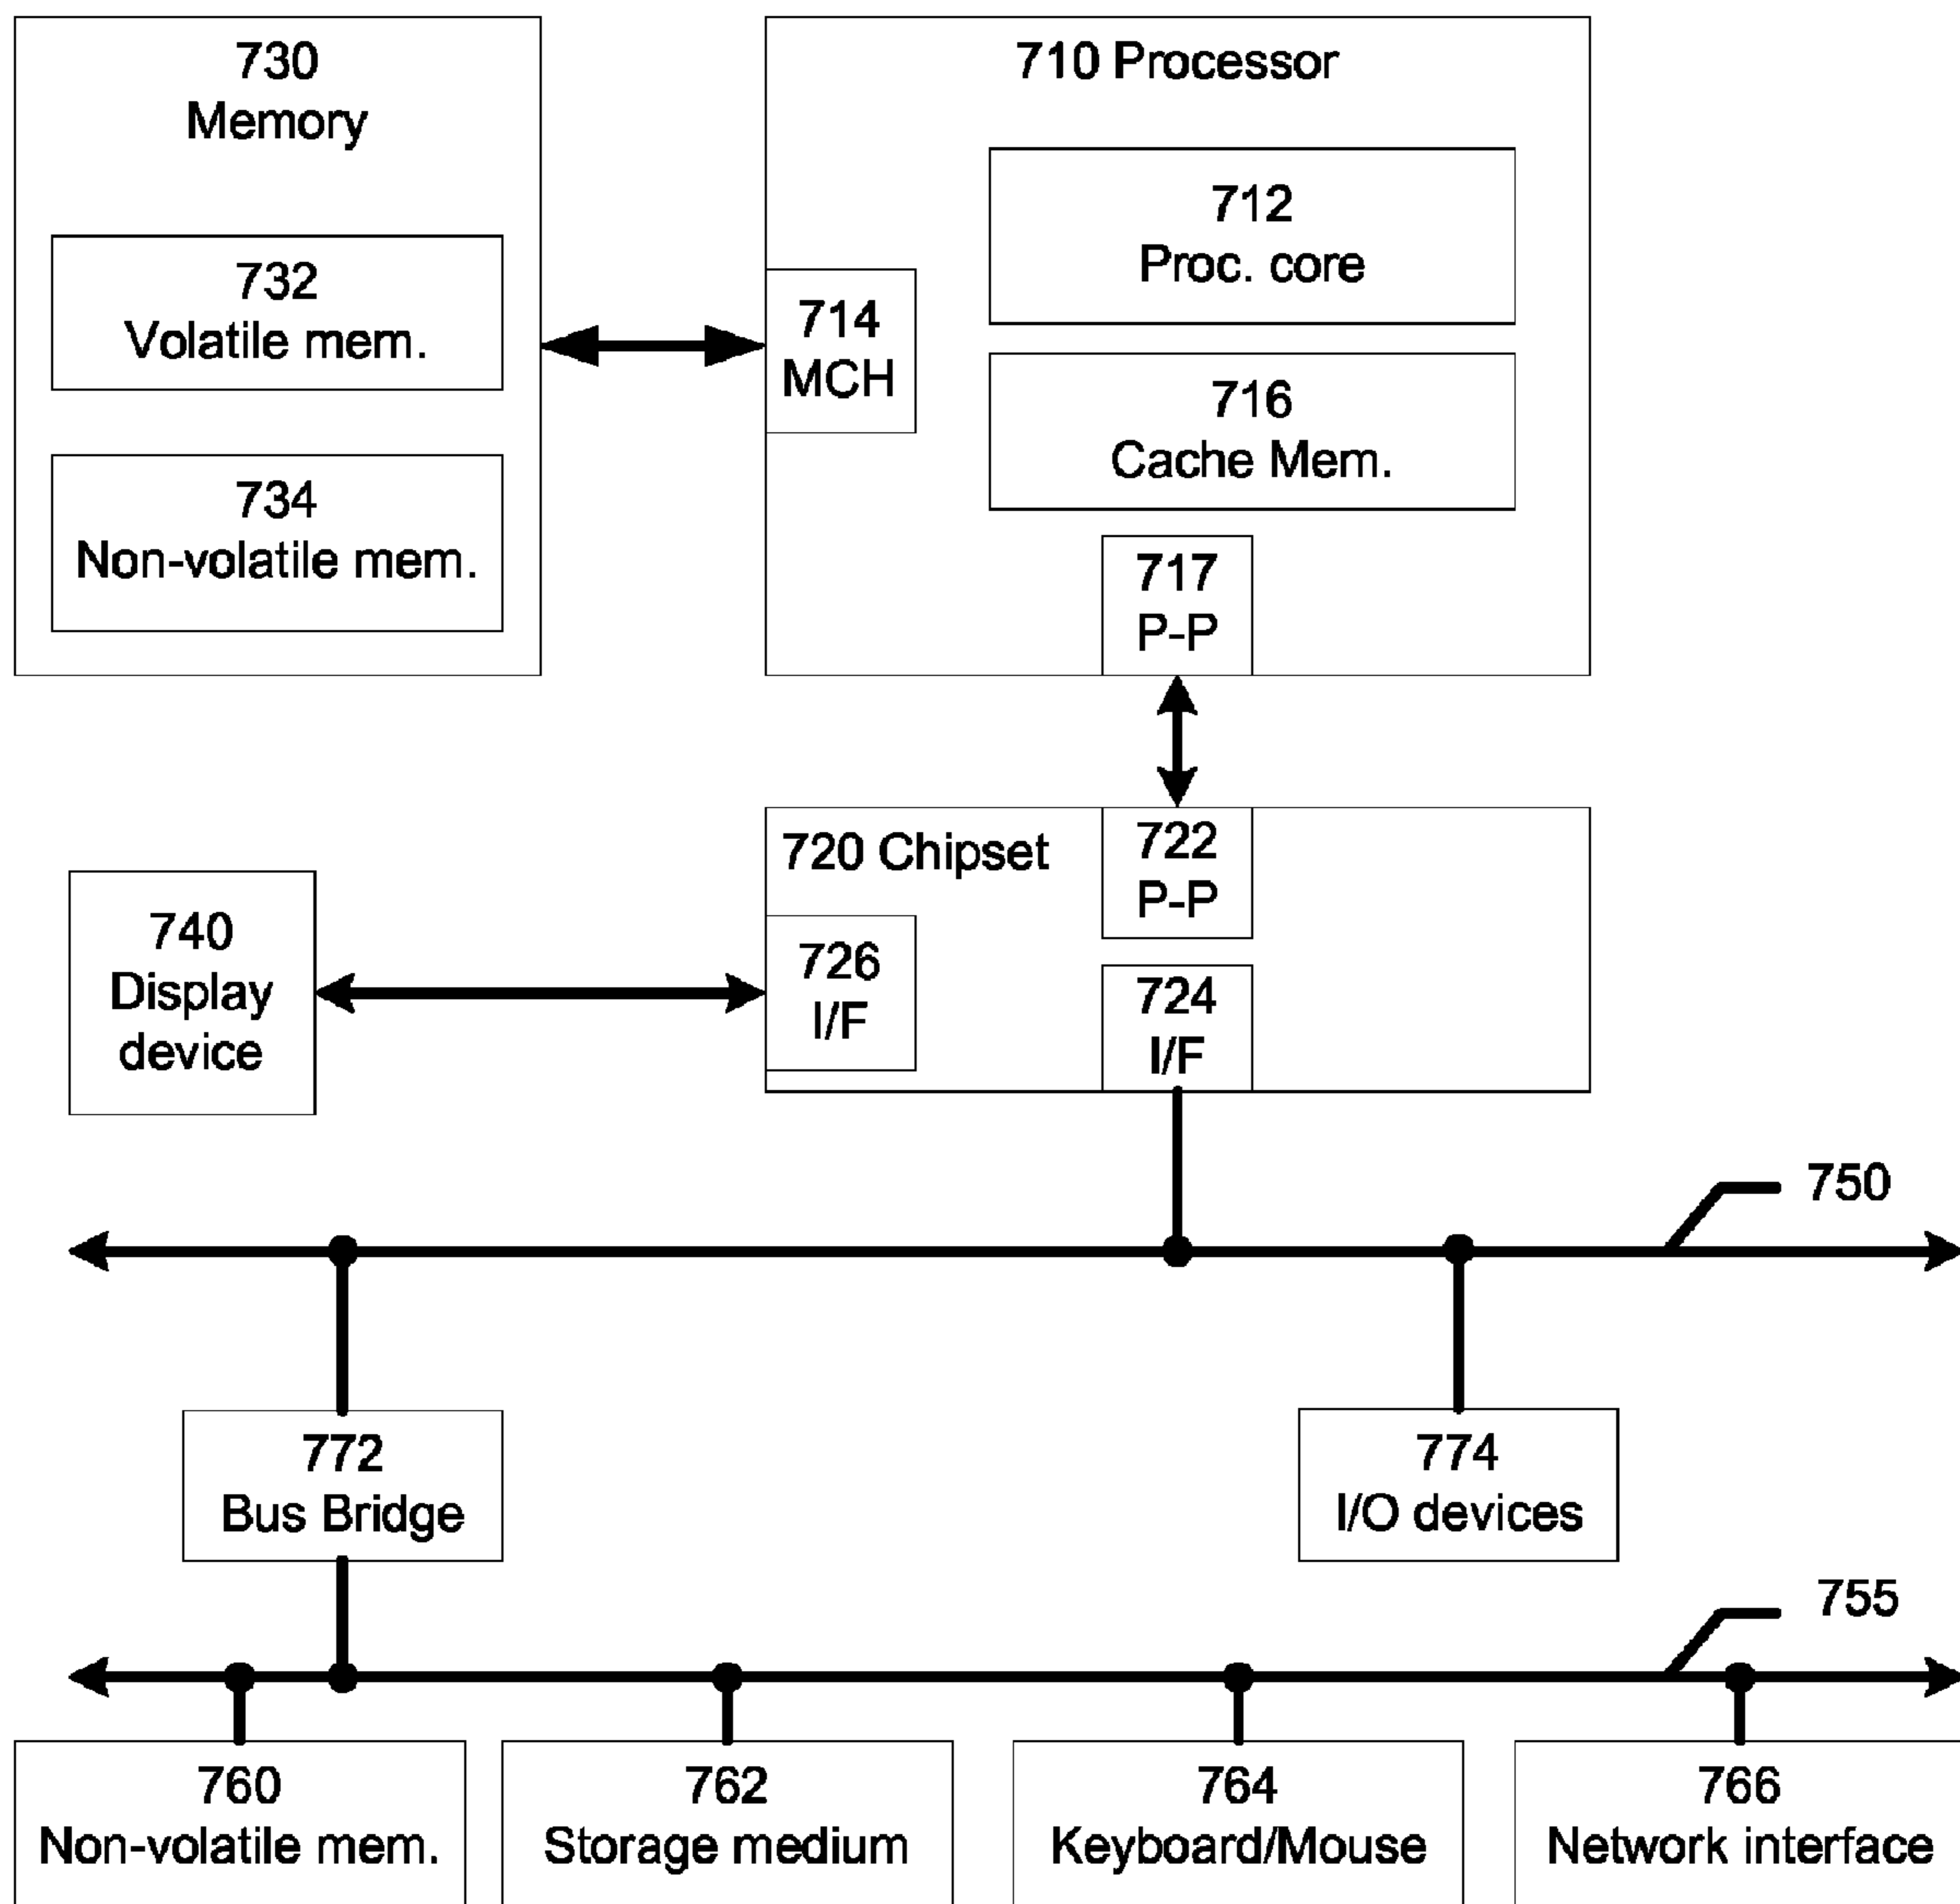 730
Memory
732
Volatile mem.
734
Non-volatile mem.
710 Processor
712
Proc. core
714
MCH
716
Cache Mem.
717
P-P
720 Chipset
722
P-P
726
I/F
724
I/F
740
Display
device
750
772
Bus Bridge
774
I/O devices
755
760
Non-volatile mem.
762
Storage medium
764
Keyboard/Mouse
766
Network interface